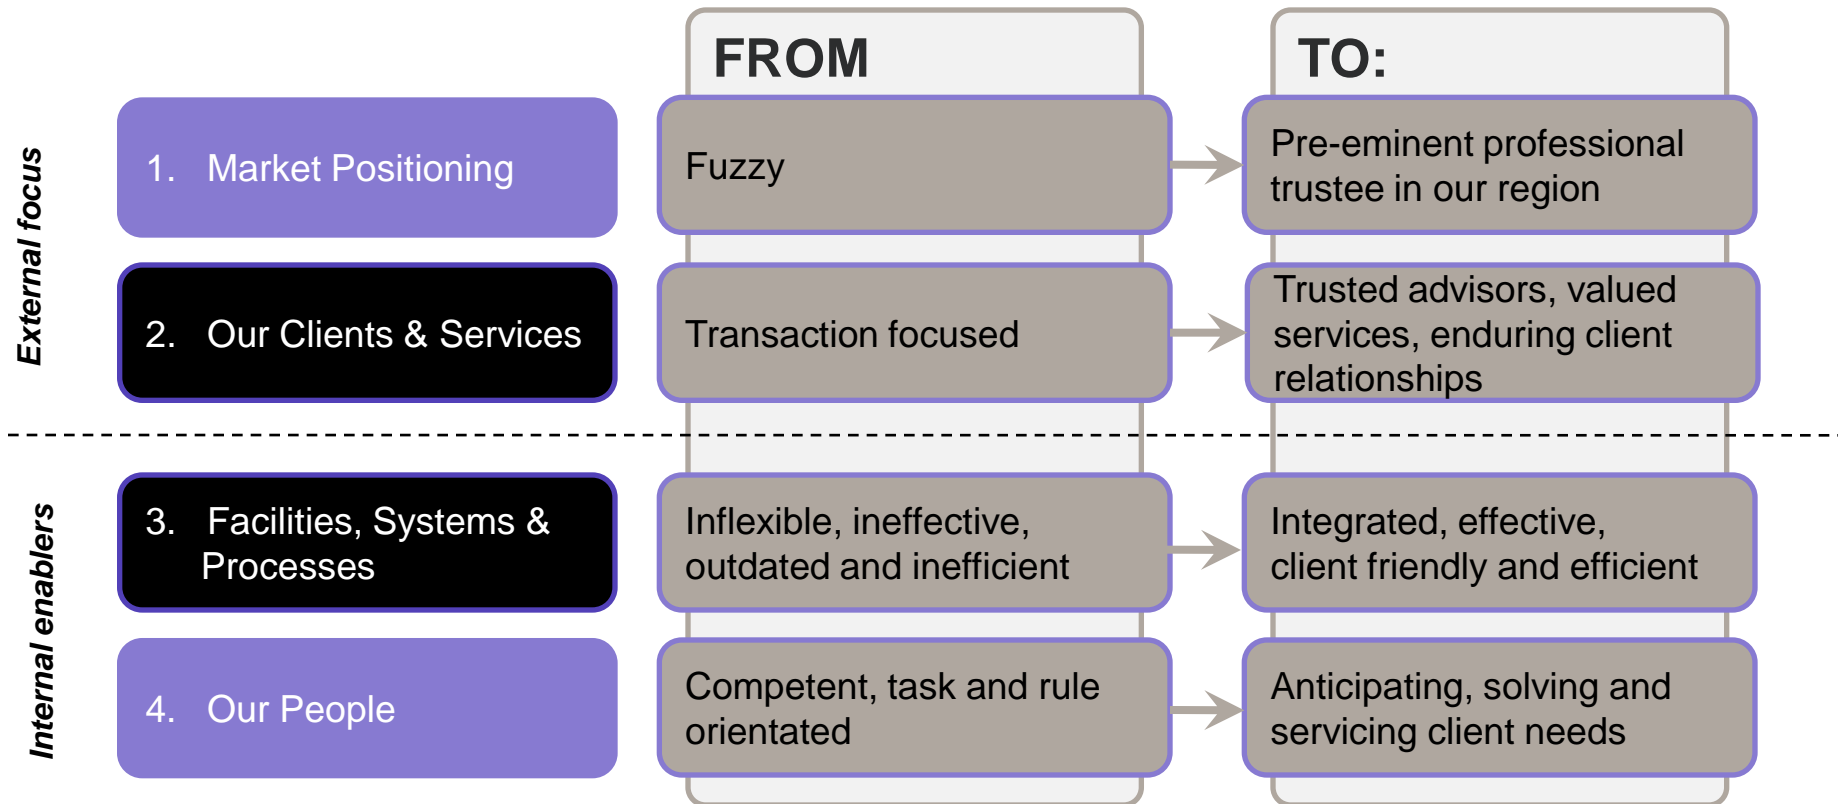 FROM
TO:
External focus
1. Market Positioning
Fuzzy
Pre-eminent professional
trustee in our region
2. Our Clients & Services
Transaction focused
Trusted advisors, valued
services, enduring client
relationships
Internal enablers
3. Facilities, Systems &
Processes
Inflexible, ineffective,
outdated and inefficient
Integrated, effective,
client friendly and efficient
4. Our People
Competent, task and rule
orientated
Anticipating, solving and
servicing client needs